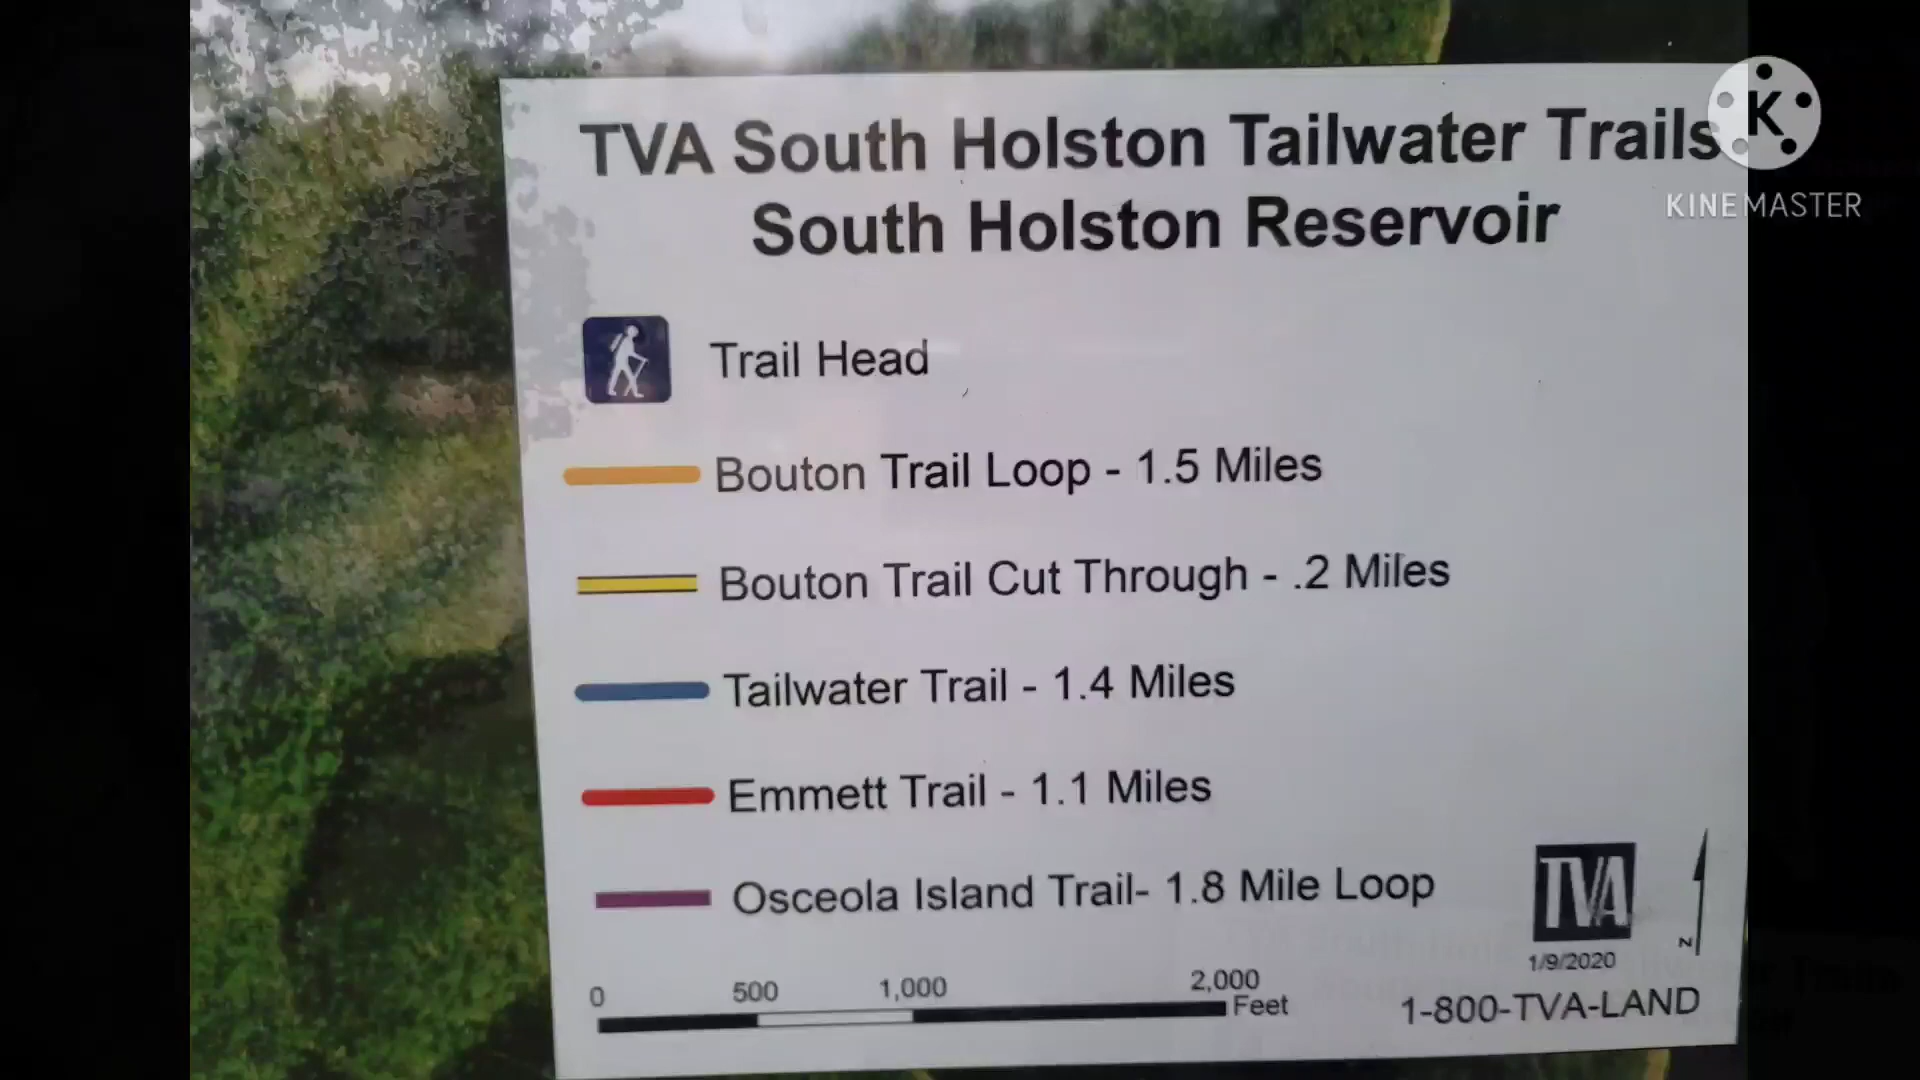 TVA South Holston Tailwater Trails
South Holston Reservoir
K
KINEMASTER
Trail Head
Bouton Trail Loop - 1.5 Miles
Bouton Trail Cut Through - .2 Miles
Tailwater Trail - 1.4 Miles
Emmett Trail - 1.1 Miles
Osceola Island Trail- 1.8 Mile Loop
TVA
N
1/9/2020
0 500 1,000 2,000
Feet
1-800-TVA-LAND